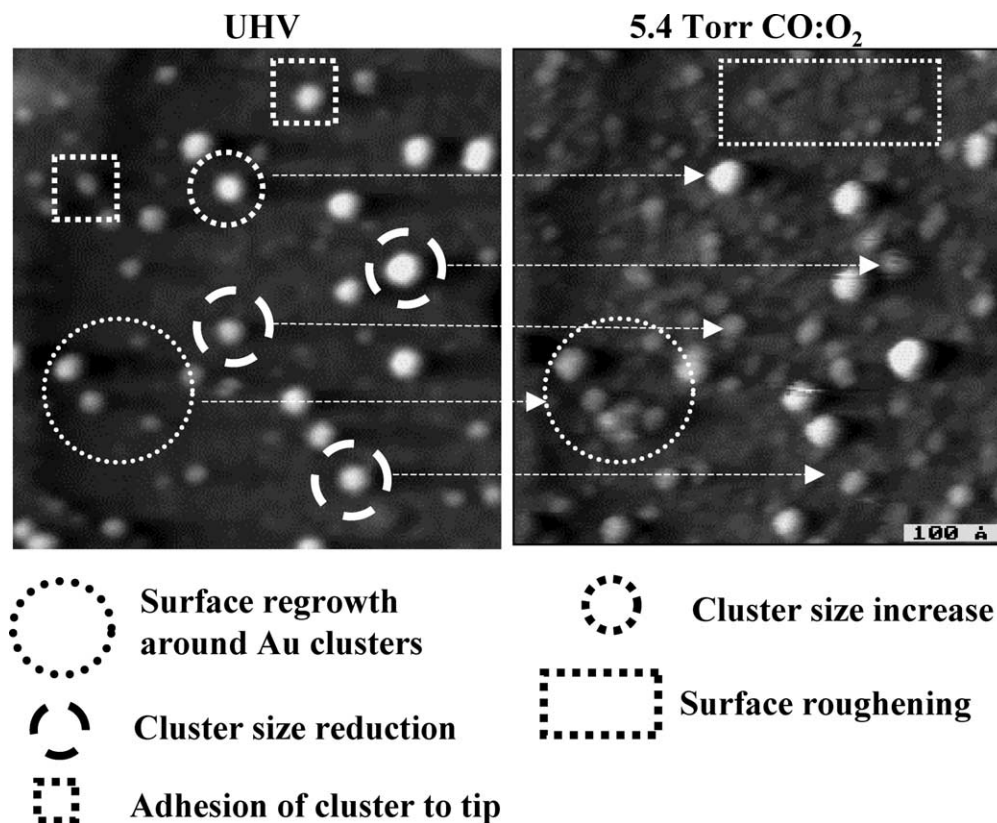 UHV
5.4 Torr CO:O₂
100 Å
Surface regrowth
around Au clusters
Cluster size reduction
Adhesion of cluster to tip
Cluster size increase
Surface roughening